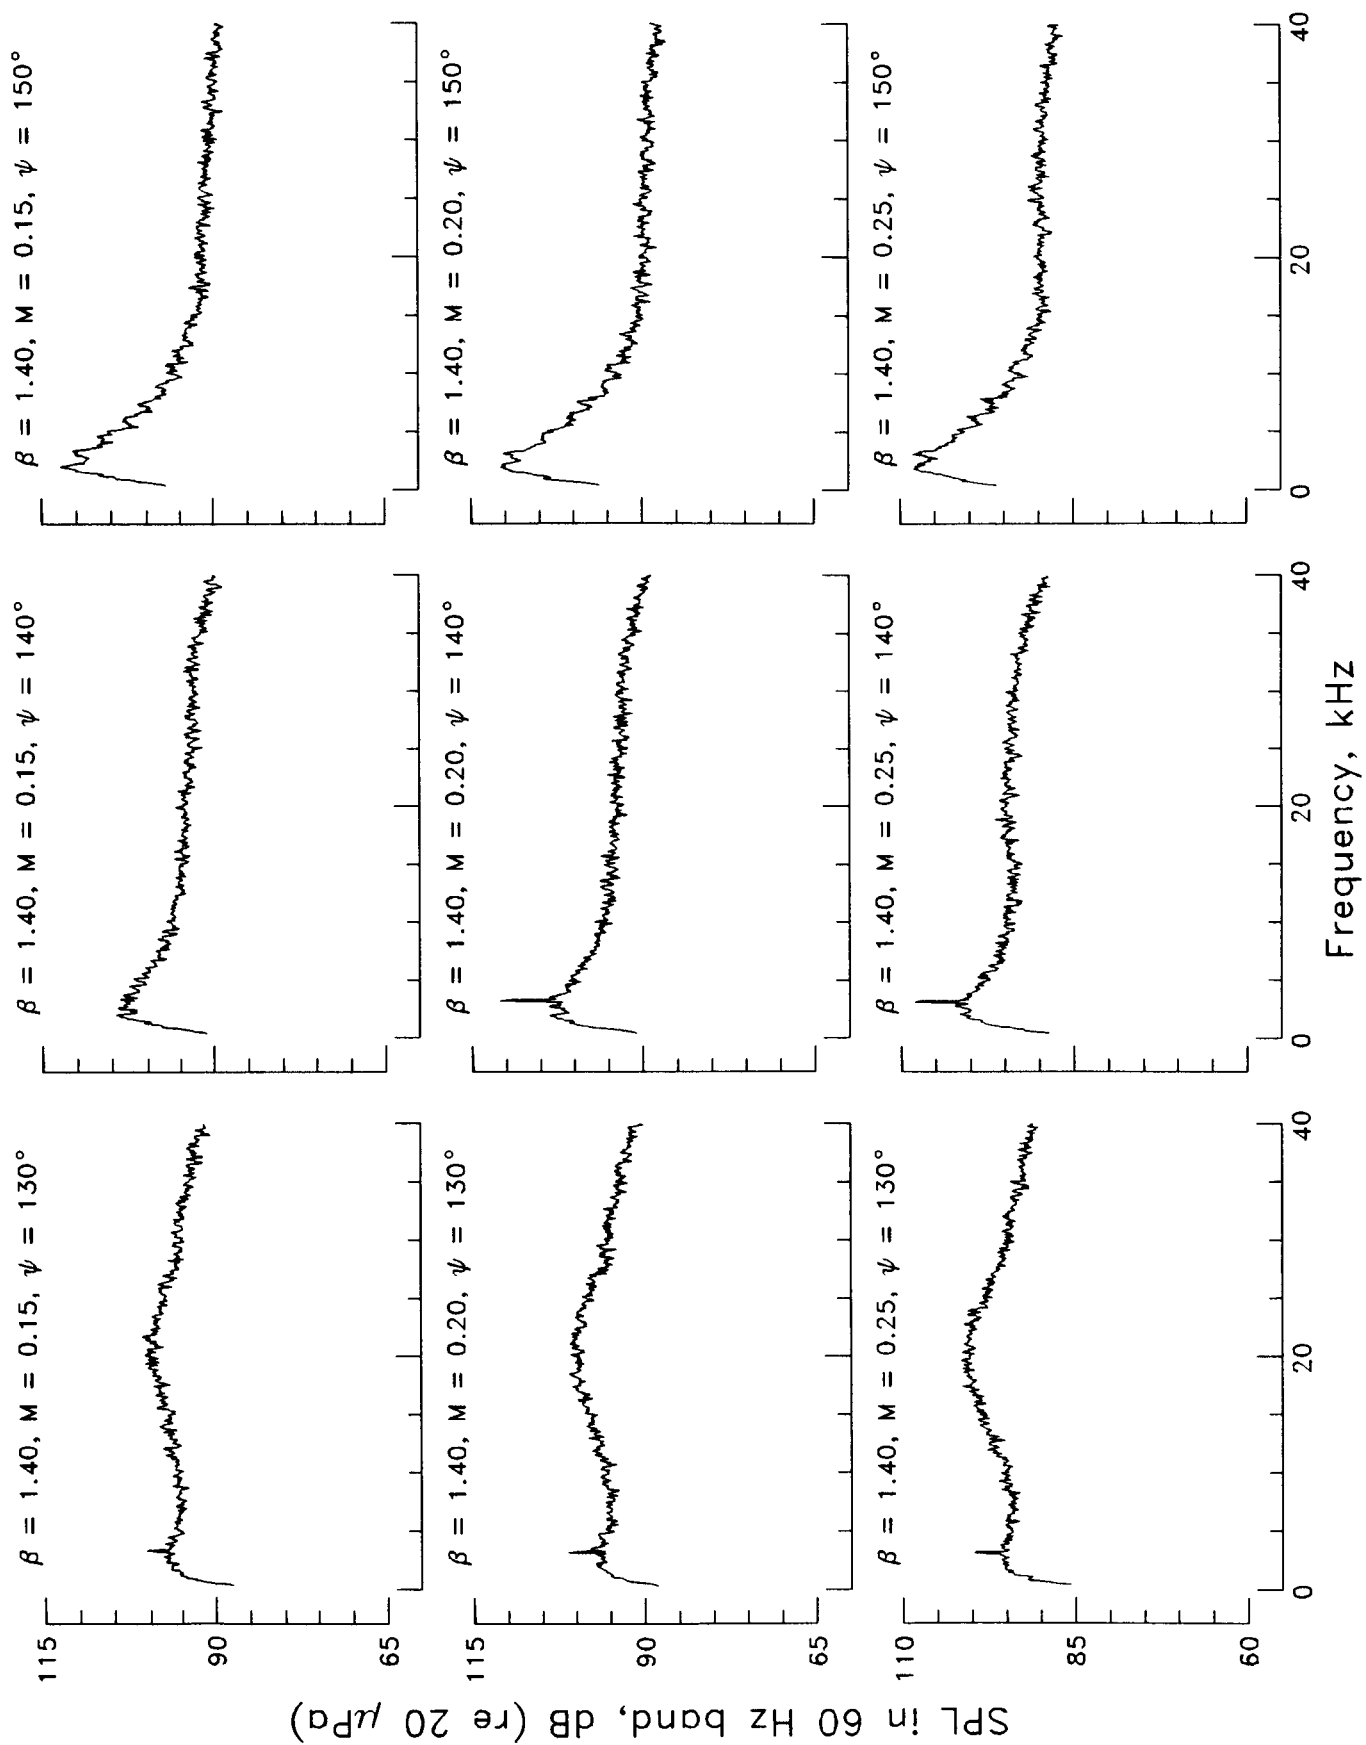 β = 1.40, M = 0.15, ψ = 130°
β = 1.40, M = 0.15, ψ = 140°
β = 1.40, M = 0.15, ψ = 150°
115
90
65
β = 1.40, M = 0.20, ψ = 130°
β = 1.40, M = 0.20, ψ = 140°
β = 1.40, M = 0.20, ψ = 150°
115
90
65
β = 1.40, M = 0.25, ψ = 130°
β = 1.40, M = 0.25, ψ = 140°
β = 1.40, M = 0.25, ψ = 150°
110
85
60
0 20 40
0 20 40
0 20 40
SPL in 60 Hz band, dB (re 20 μPa)
Frequency, kHz